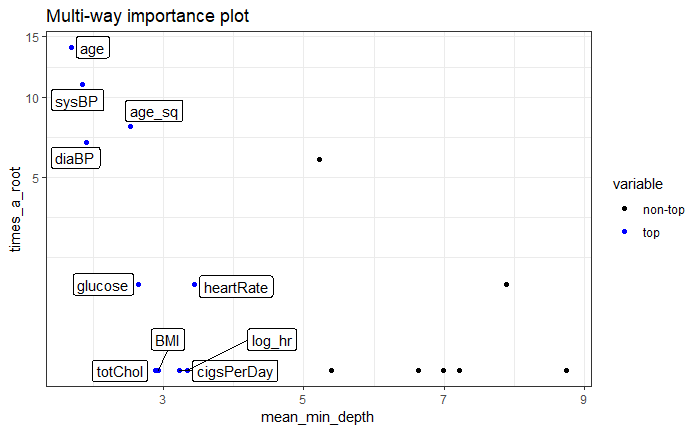 Multi-way importance plot
15
age
10
sysBP
age_sq
diaBP
5
times_a_root
variable
non-top
top
glucose
heartRate
BMI
log_hr
totChol
cigsPerDay
3
5
7
9
mean_min_depth